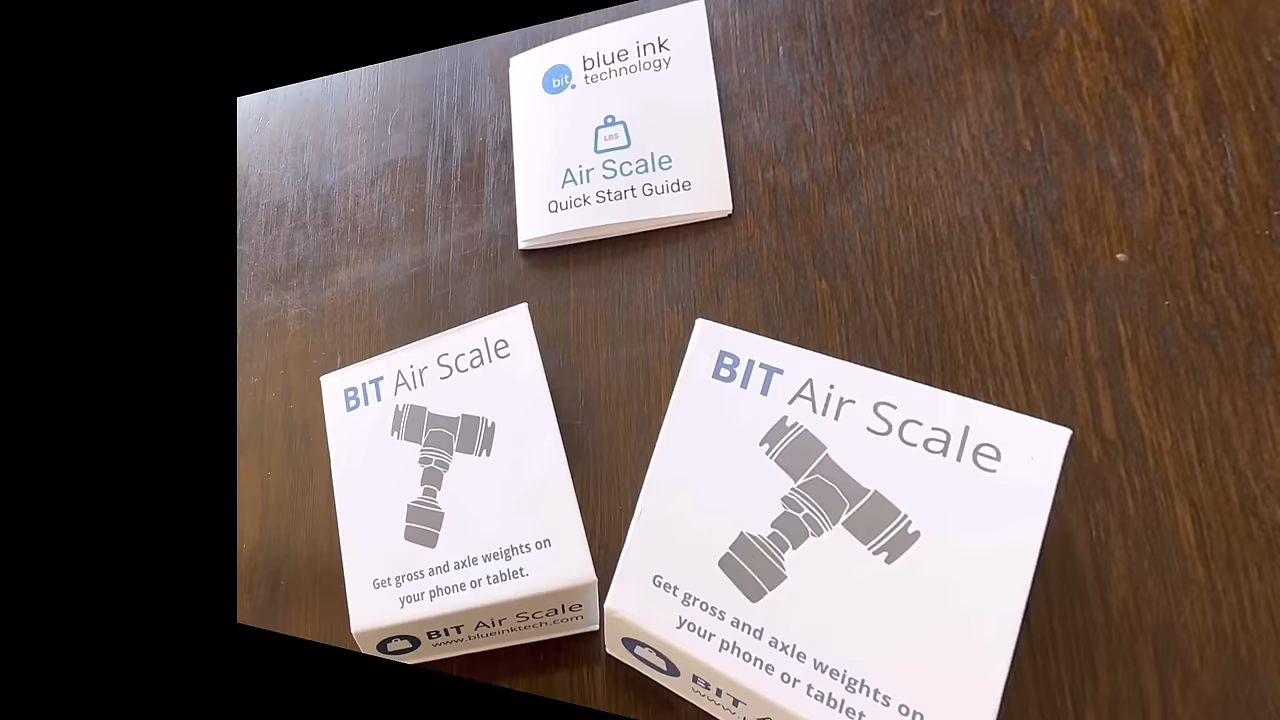 bit.
blue ink
technology
LBS
Air Scale
Quick Start Guide
BIT Air Scale
Get gross and axle weights on
your phone or tablet.
BIT Air Scale
www.blueinktech.com
BIT Air Scale
Get gross and axle weights on
your phone or tablet
BIT